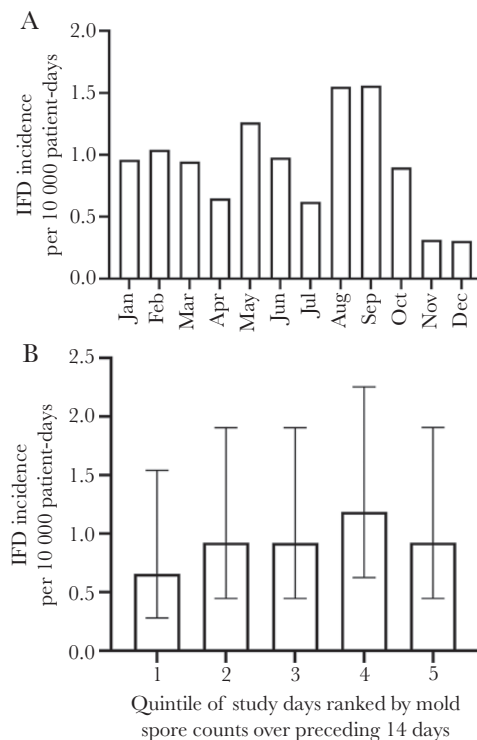 A
IFD incidence
per 10 000 patient-days
2.0
1.5
1.0
0.5
0.0
Jan
Feb
Mar
Apr
May
Jun
Jul
Aug
Sep
Oct
Nov
Dec
B
IFD incidence
per 10 000 patient-days
2.5
2.0
1.5
1.0
0.5
0.0
1 2 3 4 5
Quintile of study days ranked by mold
spore counts over preceding 14 days